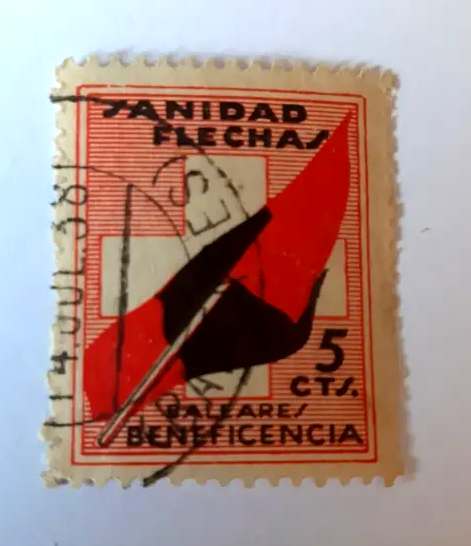 SANIDAD
FLECHAS
5
CTS.
BALEARES
BENEFICENCIA
14 JUL 38